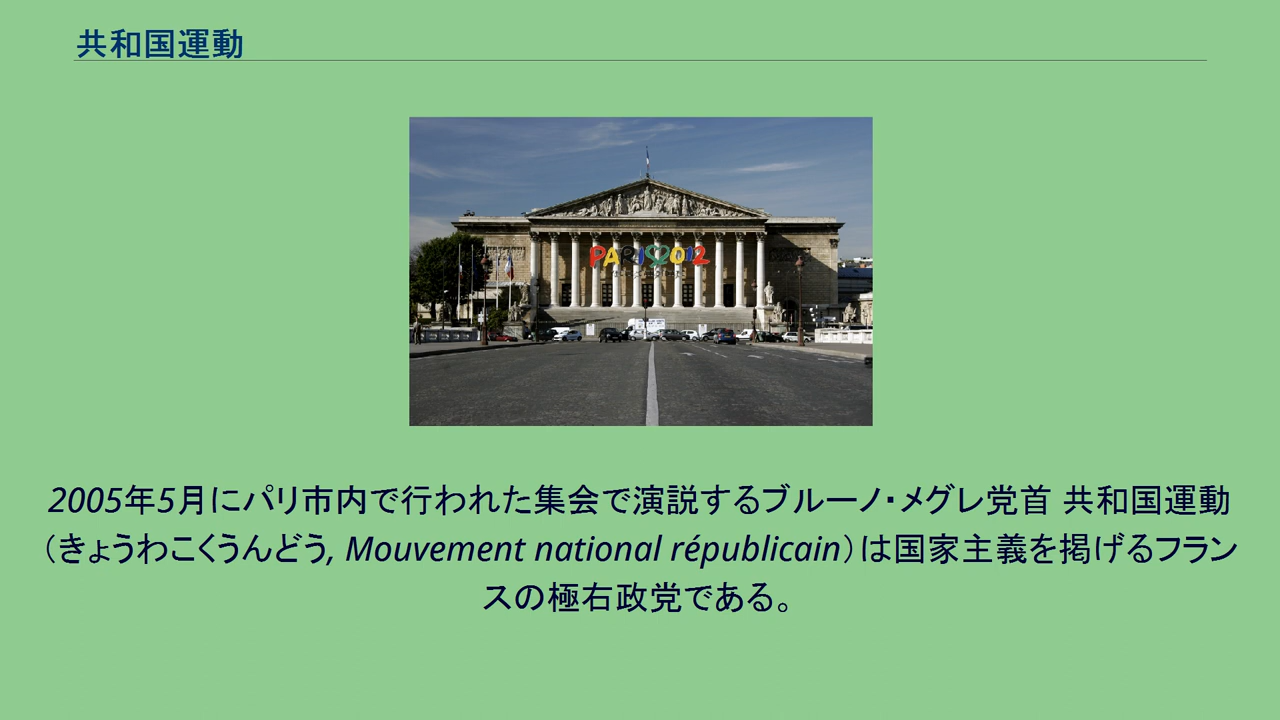 共和国運動
PARIS2012
2005年5月にパリ市内で行われた集会で演説するブルーノ・メグレ党首 共和国運動
（きょうわこくうんどう, Mouvement national républicain）は国家主義を掲げるフラン
スの極右政党である。